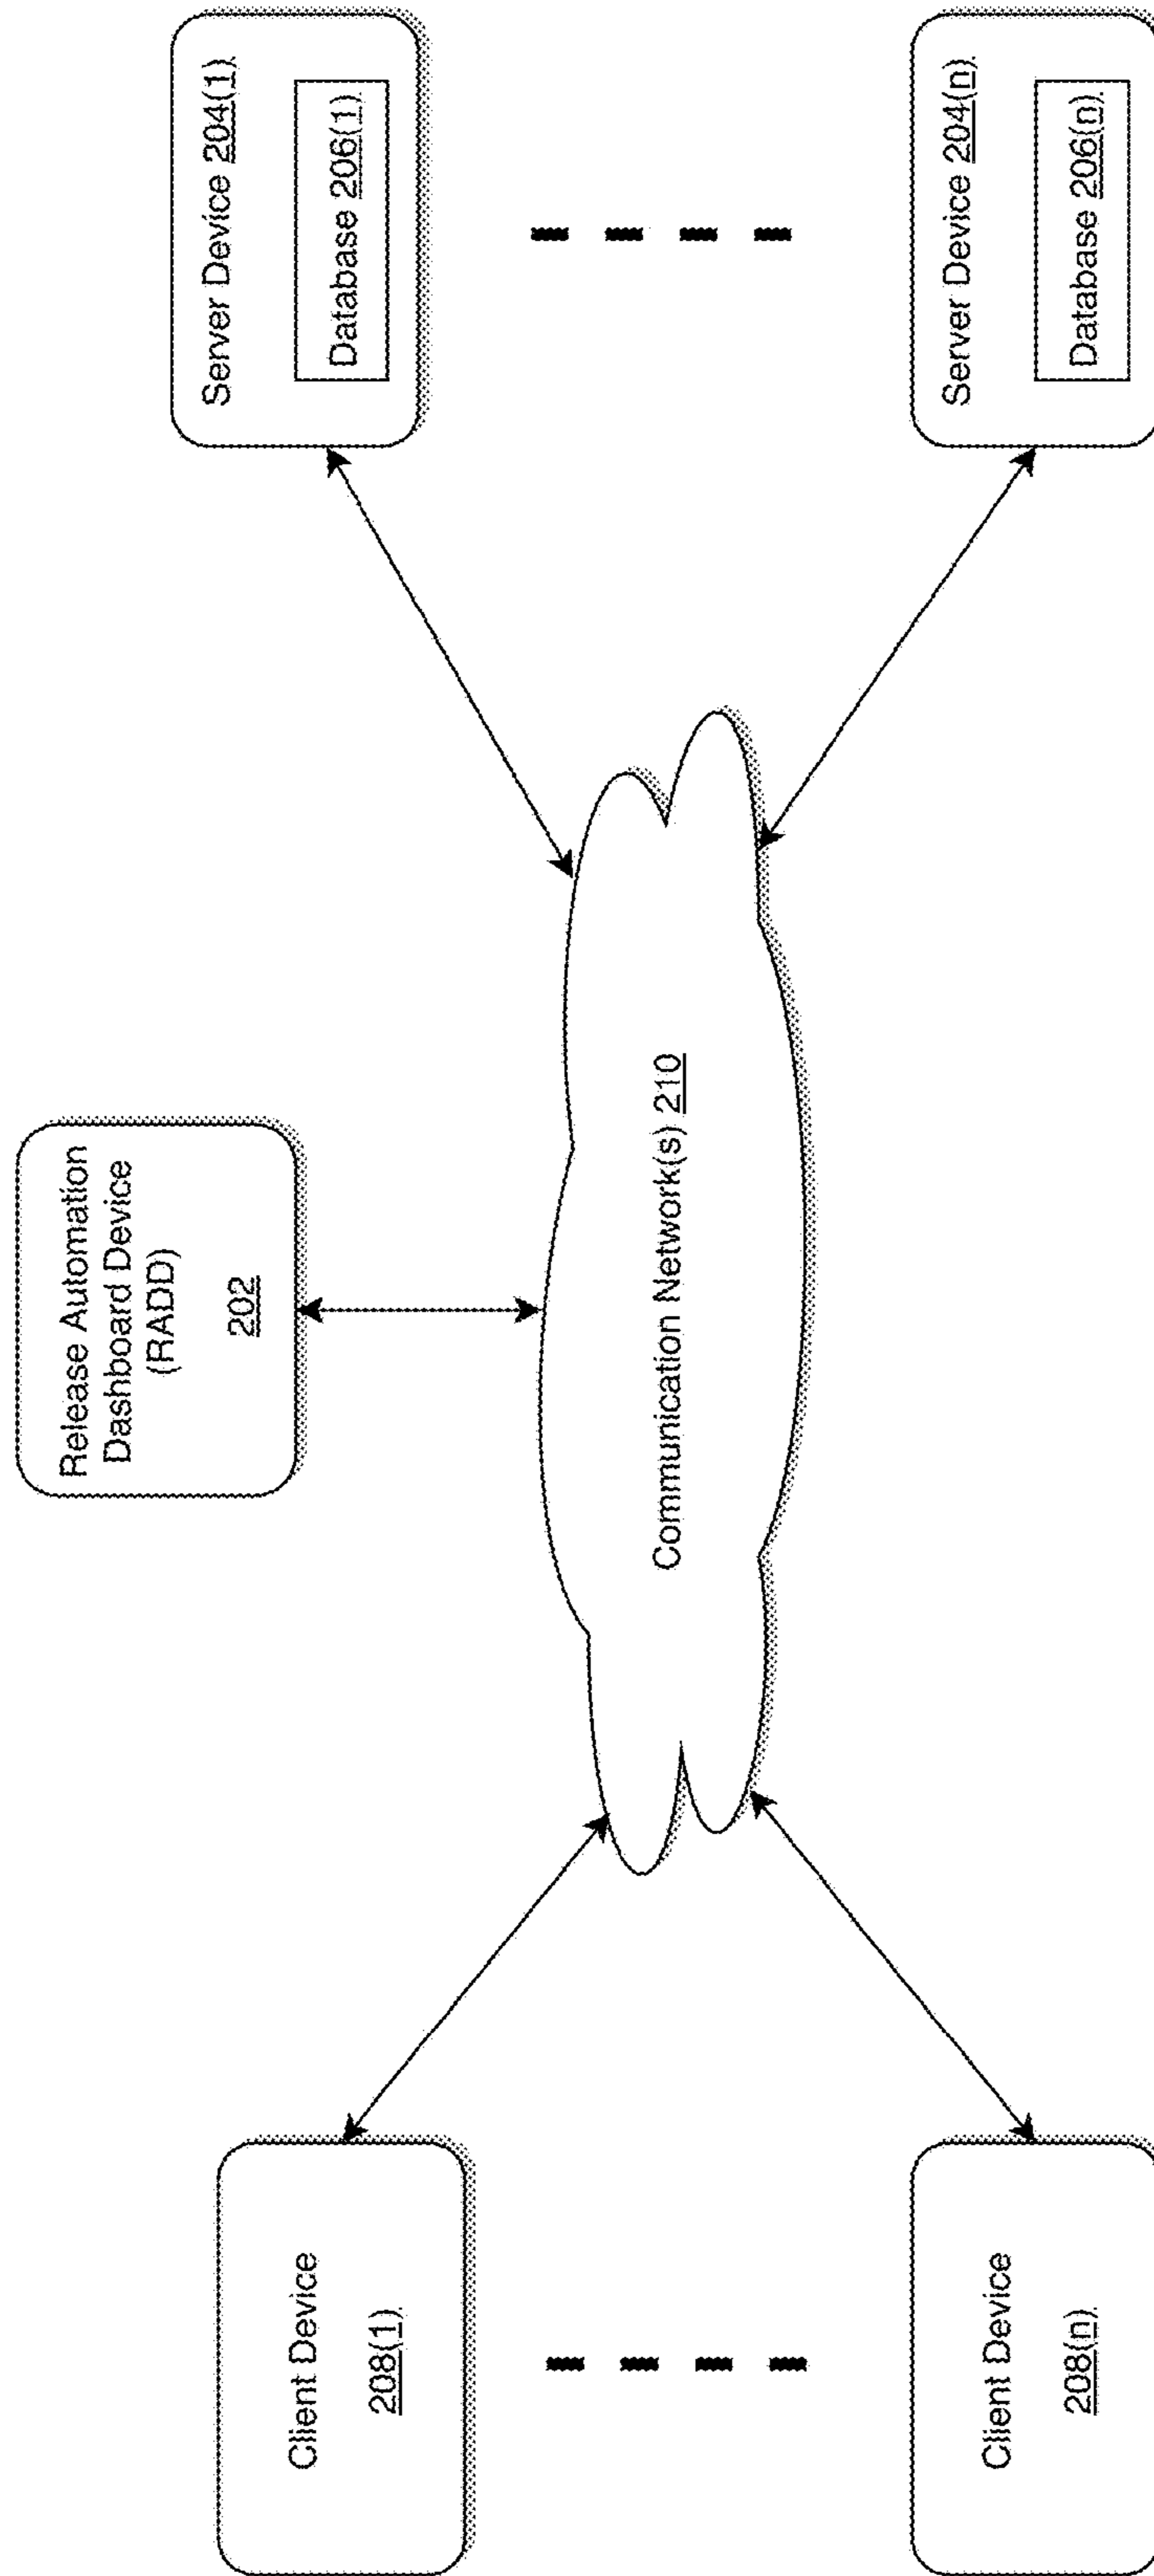 Release Automation
Dashboard Device
(RADD)
202
Server Device 204(1)
Database 206(1)
Client Device
208(1)
Communication Network(s) 210
Server Device 204(n)
Database 206(n)
Client Device
208(n)